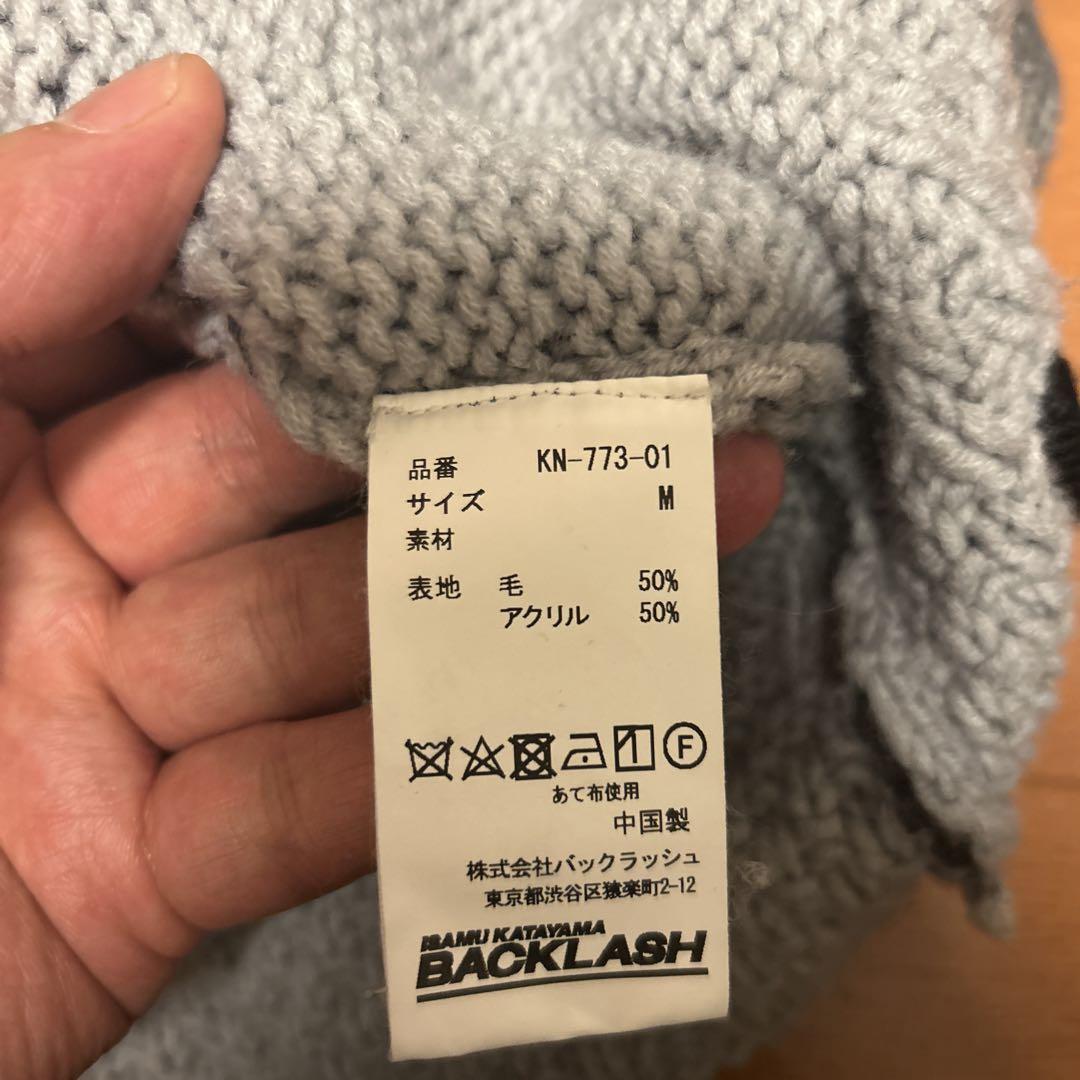 品番 KN-773-01
サイズ M
素材
表地 毛 50%
アクリル 50%
F
あて布使用
中国製
株式会社バックラッシュ
東京都渋谷区猿楽町2-12
ISAMU KATAYAMA
BACKLASH